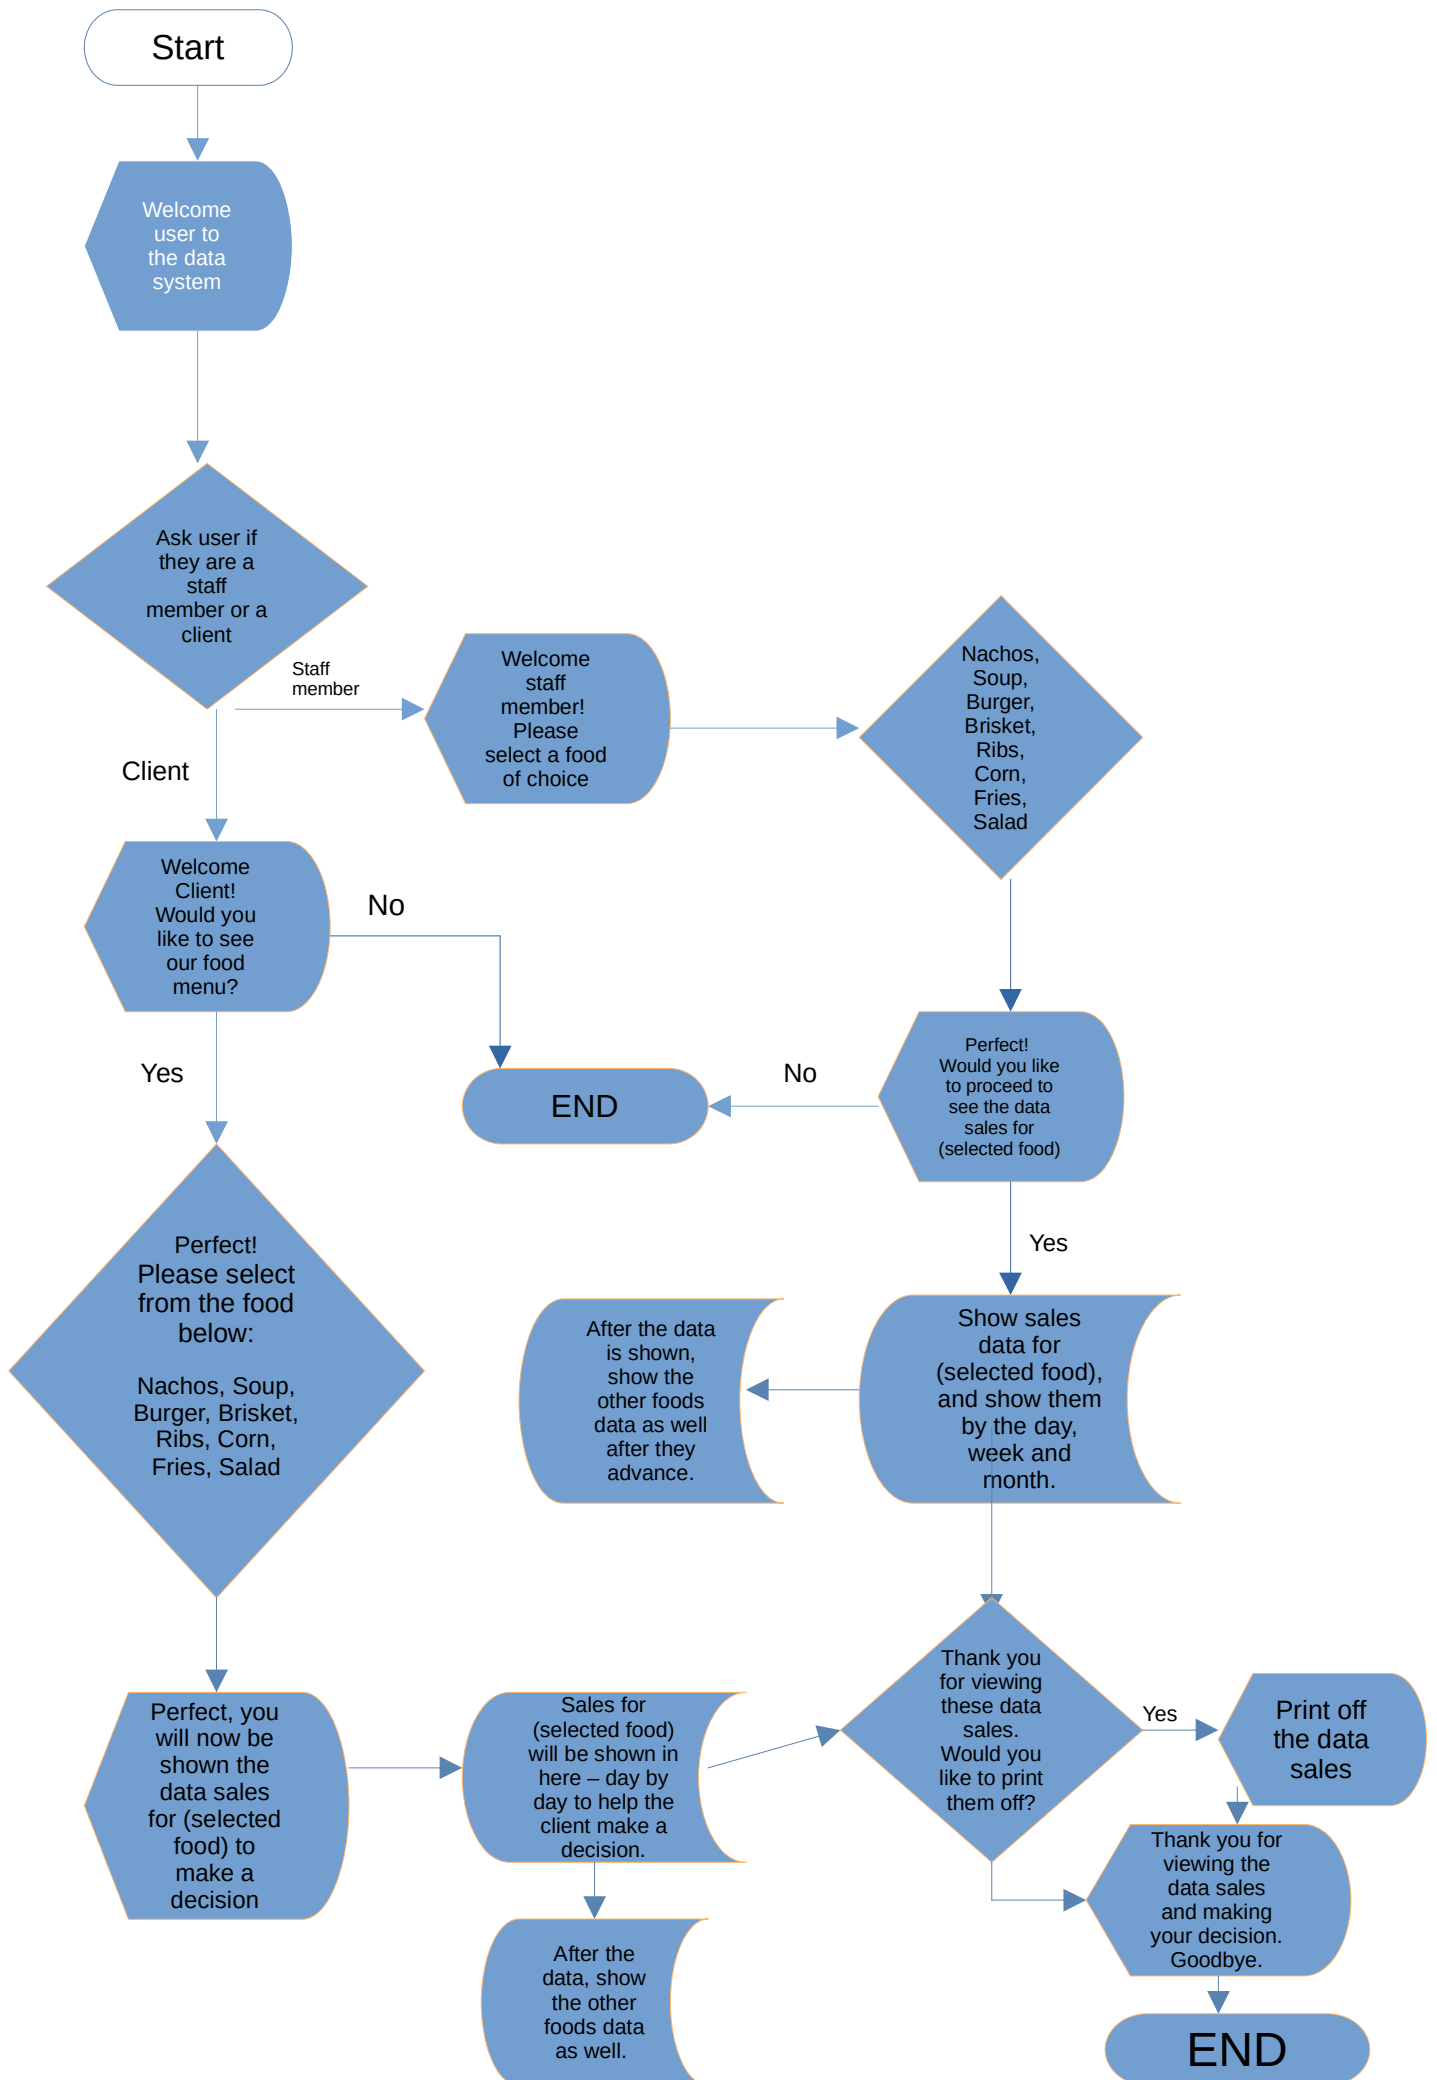 Start
Welcome
user to
the data
system
Ask user if
they are a
staff
member or a
client
Staff
member
Welcome
staff
member!
Please
select a food
of choice
Nachos,
Soup,
Burger,
Brisket,
Ribs,
Corn,
Fries,
Salad
Client
Welcome
Client!
Would you
like to see
our food
menu?
No
Yes
END
No
Perfect!
Would you like
to proceed to
see the data
sales for
(selected food)
Yes
Perfect!
Please select
from the food
below:
Nachos, Soup,
Burger, Brisket,
Ribs, Corn,
Fries, Salad
After the data
is shown,
show the
other foods
data as well
after they
advance.
Show sales
data for
(selected food),
and show them
by the day,
week and
month.
Perfect, you
will now be
shown the
data sales
for (selected
food) to
make a
decision
Sales for
(selected food)
will be shown in
here – day by
day to help the
client make a
decision.
Thank you
for viewing
these data
sales.
Would you
like to print
them off?
Yes
Print off
the data
sales
Thank you for
viewing the
data sales
and making
your decision.
Goodbye.
After the
data, show
the other
foods data
as well.
END